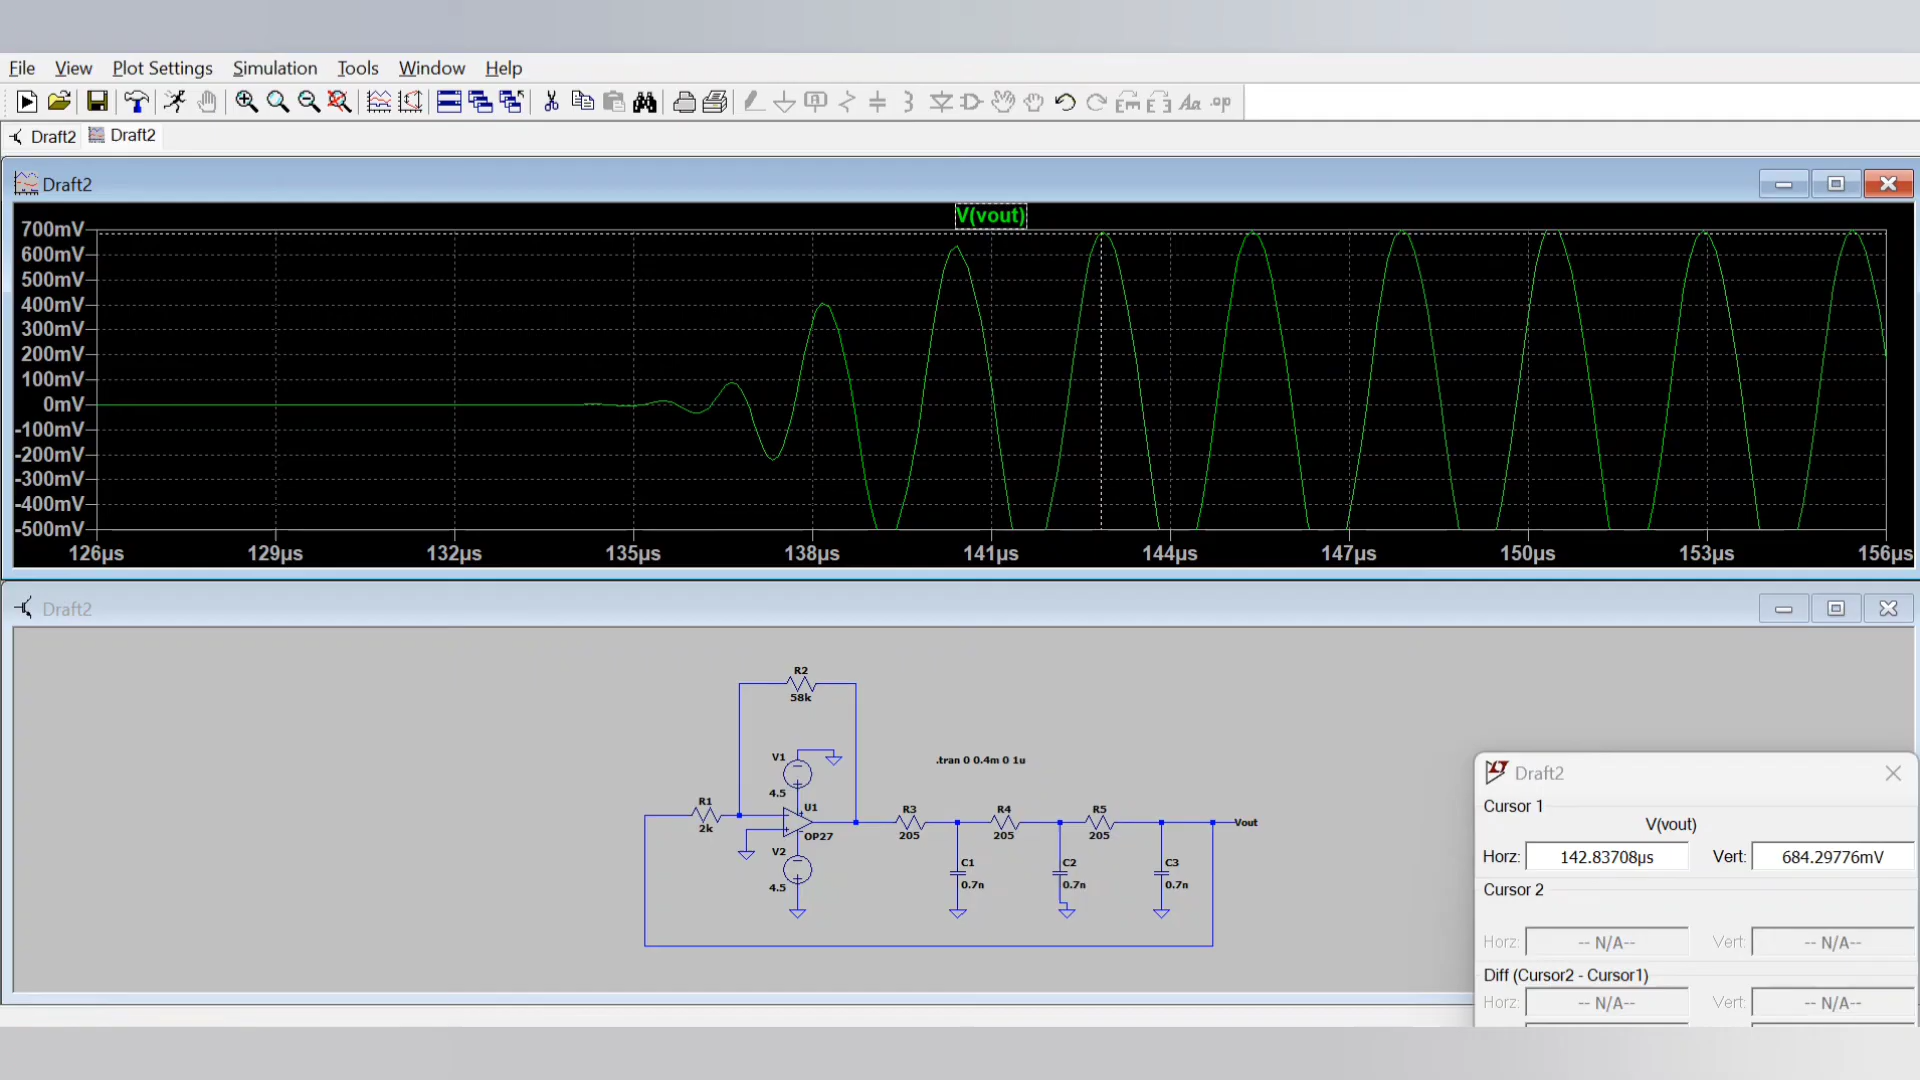 File View Plot Settings Simulation Tools Window Help
Aa .op
Draft2 Draft2
Draft2
V(vout)
700mV
600mV
500mV
400mV
300mV
200mV
100mV
0mV
-100mV
-200mV
-300mV
-400mV
-500mV
126µs 129µs 132µs 135µs 138µs 141µs 144µs 147µs 150µs 153µs 156µs
Draft2
R2
58k
V1
4.5
.tran 0 0.4m 0 1u
R1
2k
U1
OP27
R3
205
R4
205
R5
205
Vout
V2
4.5
C1
0.7n
C2
0.7n
C3
0.7n
Draft2
Cursor 1
V(vout)
Horz: 142.83708µs Vert: 684.29776mV
Cursor 2
Horz: -- N/A-- Vert: -- N/A--
Diff (Cursor2 - Cursor1)
Horz: -- N/A-- Vert: -- N/A--